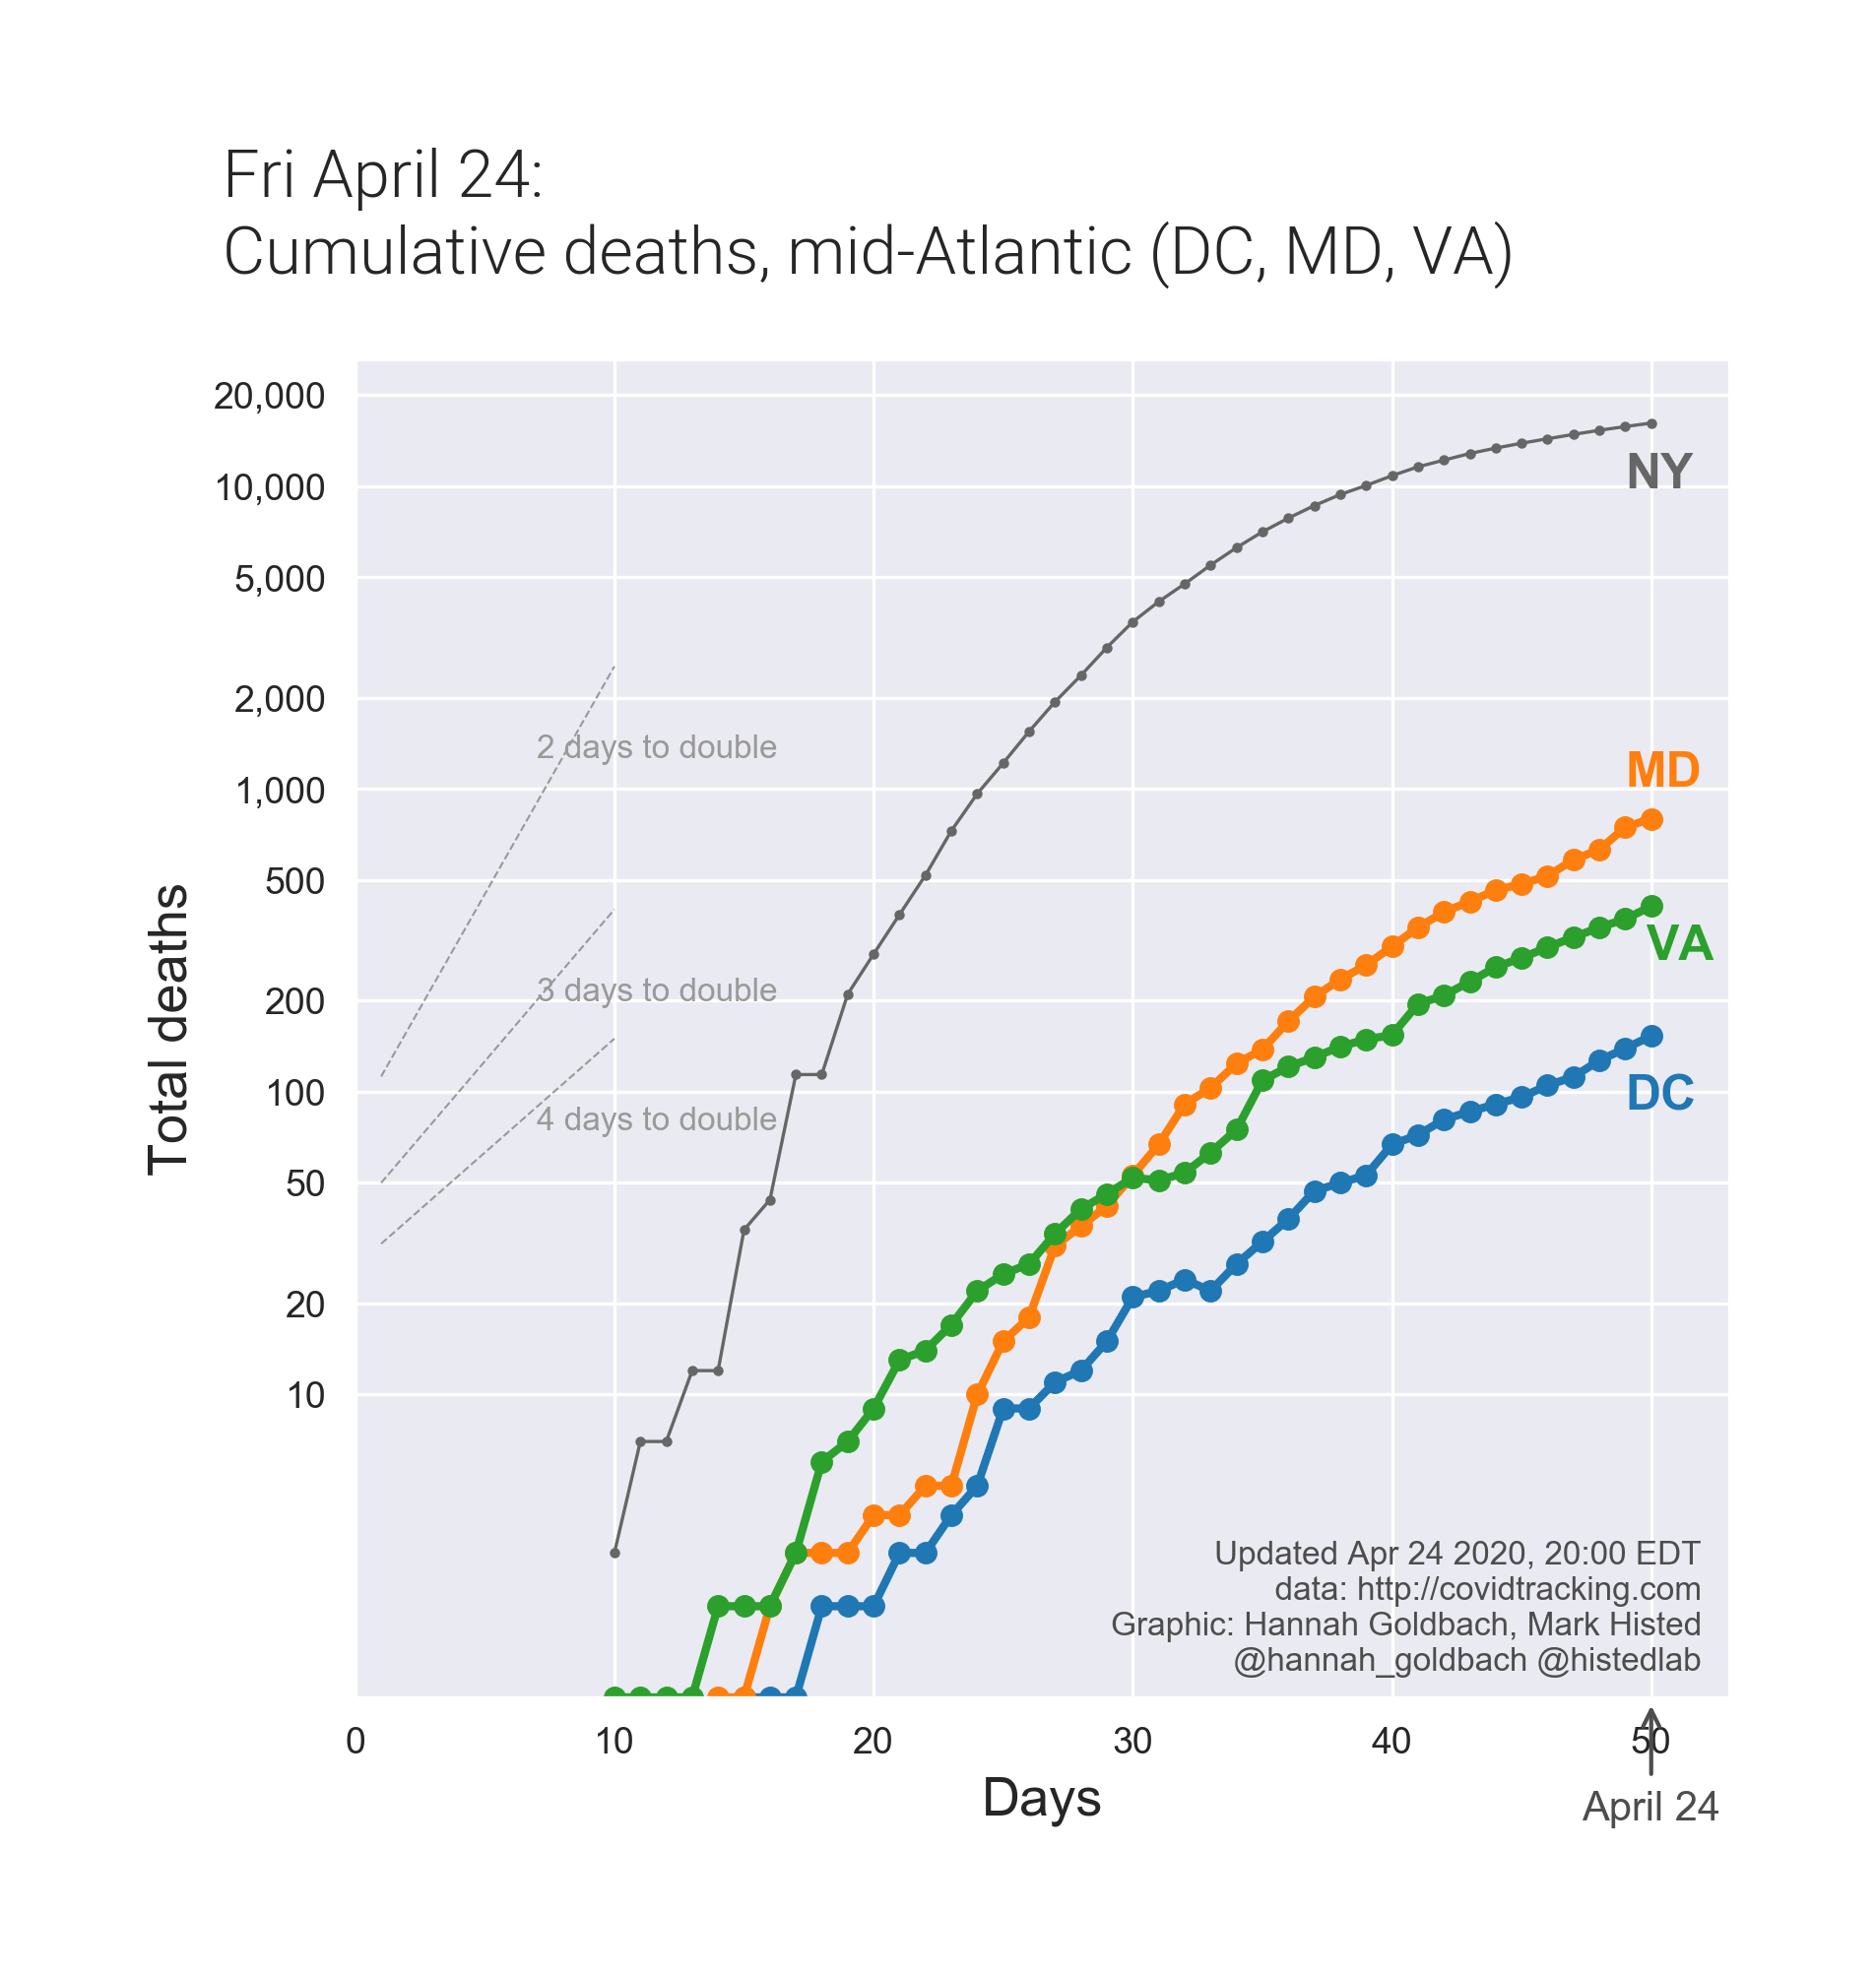 Fri April 24:
Cumulative deaths, mid-Atlantic (DC, MD, VA)
20,000
10,000
5,000
2,000
1,000
500
200
100
50
20
10
Total deaths
2 days to double
3 days to double
4 days to double
NY
MD
VA
DC
Updated Apr 24 2020, 20:00 EDT
data: http://covidtracking.com
Graphic: Hannah Goldbach, Mark Histed
@hannah_goldbach @histedlab
0 10 20 30 40 50
Days
April 24